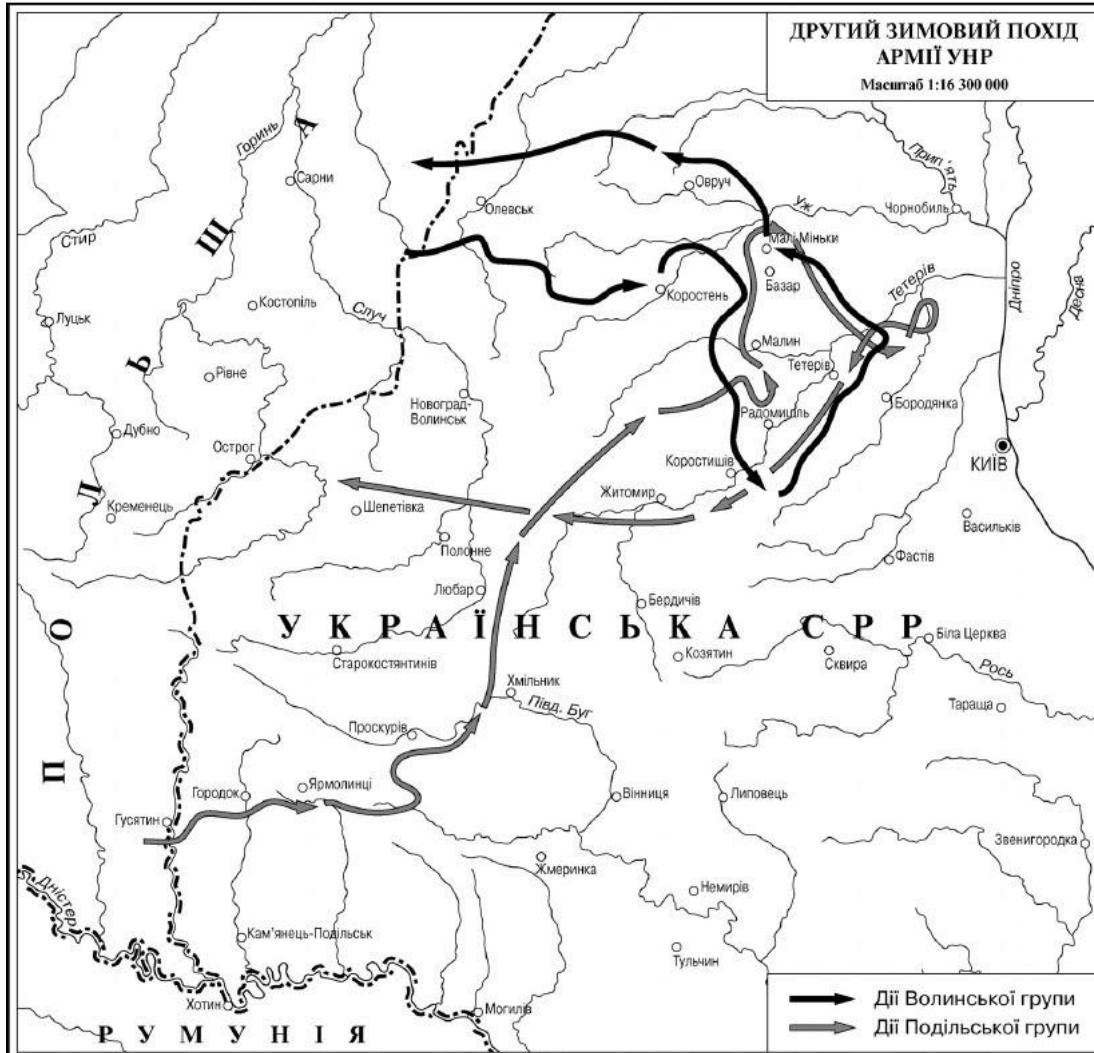 ДРУГИЙ ЗИМОВИЙ ПОХІД
АРМІЇ УНР
Масштаб 1:16 300 000
Горинь
Сарни
Прип'ять
Овруч
Уж
Чорнобиль
Олевськ
Стир
Малі Міньки
Базар
Тетерів
Дніпро
Десна
Коростень
Костопіль
Случ
Луцьк
Малин
Тетерів
Рівне
Новоград-
Волинськ
Радомишль
Бородянка
Дубно
Острог
КИЇВ
Коростишів
Житомир
Кременець
Шепетівка
Васильків
Полонне
Фастів
Любар
Бердичів
ПОЛЬЩА
УКРАЇНСЬКА СРР
Біла Церква
Старокостянтинів
Козятин
Сквира
Рось
Хмільник
Півд. Буг
Тараща
Проскурів
Ярмолинці
Городок
Вінниця
Липовець
Гусятин
Звенигородка
Жмеринка
Дністер
Немирів
Кам'янець-Подільськ
Тульчин
Хотин
Могилів
РУМУНІЯ
Дії Волинської групи
Дії Подільської групи